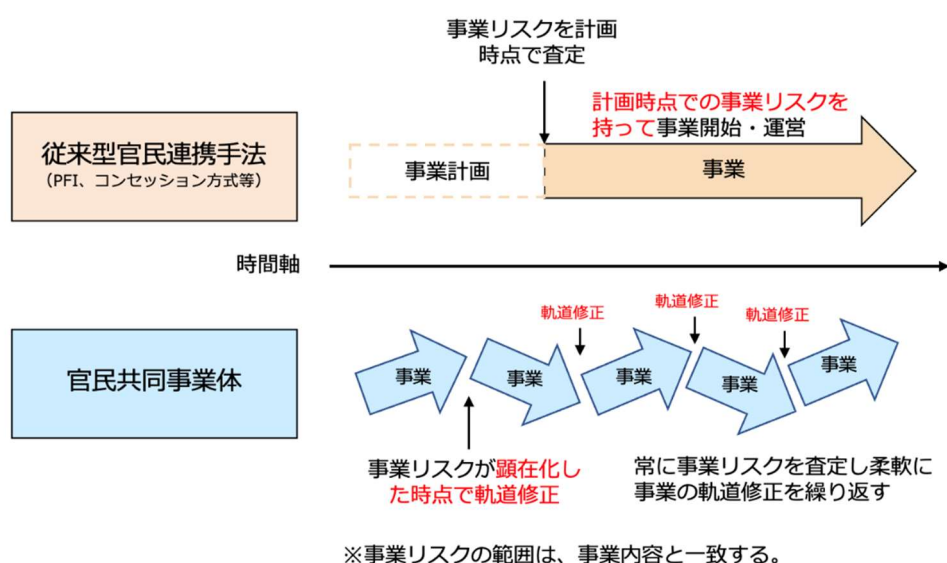 事業リスクを計画
時点で査定
計画時点での事業リスクを
持って事業開始・運営
従来型官民連携手法
（PFI、コンセッション方式等）
事業計画
事業
時間軸
軌道修正
軌道修正
軌道修正
官民共同事業体
事業
事業
事業
事業
事業
事業リスクが顕在化し
た時点で軌道修正
常に事業リスクを査定し柔軟に
事業の軌道修正を繰り返す
※事業リスクの範囲は、事業内容と一致する。